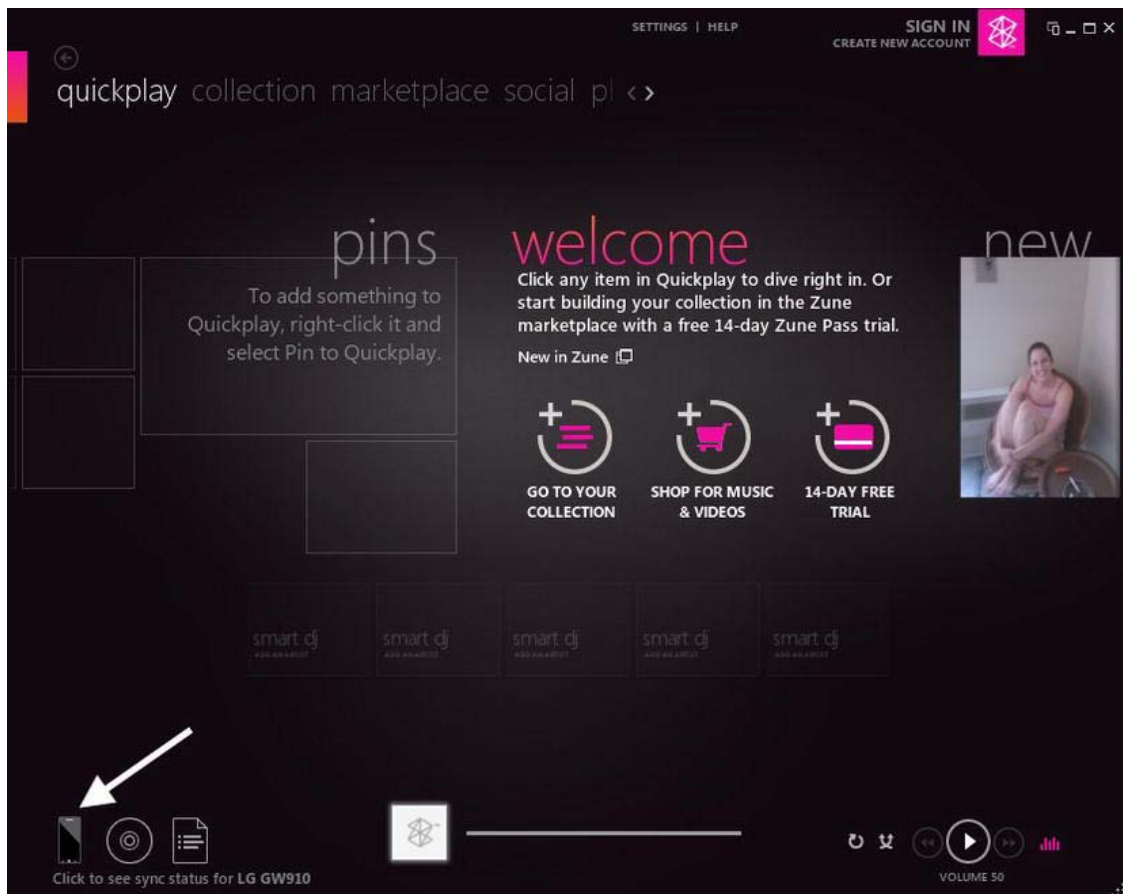 SETTINGS | HELP
SIGN IN
CREATE NEW ACCOUNT
quickplay collection marketplace social pl
pins
welcome
new
To add something to
Quickplay, right-click it and
select Pin to Quickplay.
Click any item in Quickplay to dive right in. Or
start building your collection in the Zune
marketplace with a free 14-day Zune Pass trial.
New in Zune
GO TO YOUR
COLLECTION
SHOP FOR MUSIC
& VIDEOS
14-DAY FREE
TRIAL
smart dj
smart dj
smart dj
smart dj
smart dj
Click to see sync status for LG GW910
VOLUME 50